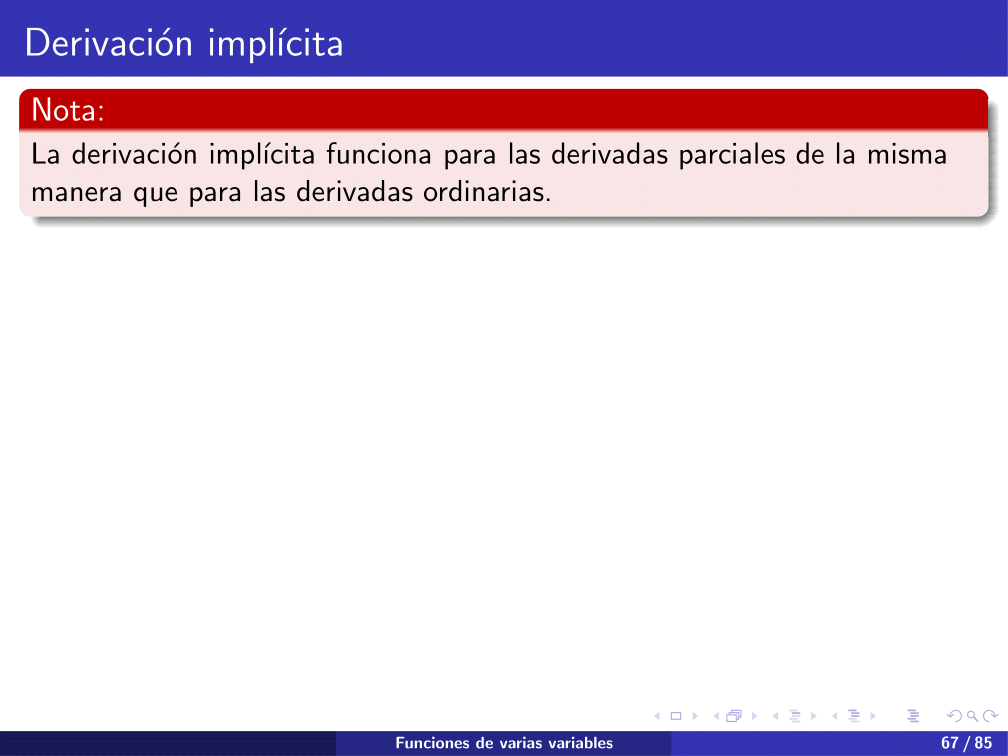 Derivación implícita
Nota:
La derivación implícita funciona para las derivadas parciales de la misma
manera que para las derivadas ordinarias.
Funciones de varias variables
67 / 85